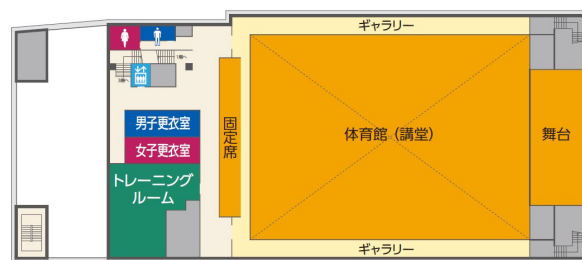 ギャラリー
男子更衣室
女子更衣室
トレーニング
ルーム
固定席
体育館（講堂）
舞台
ギャラリー